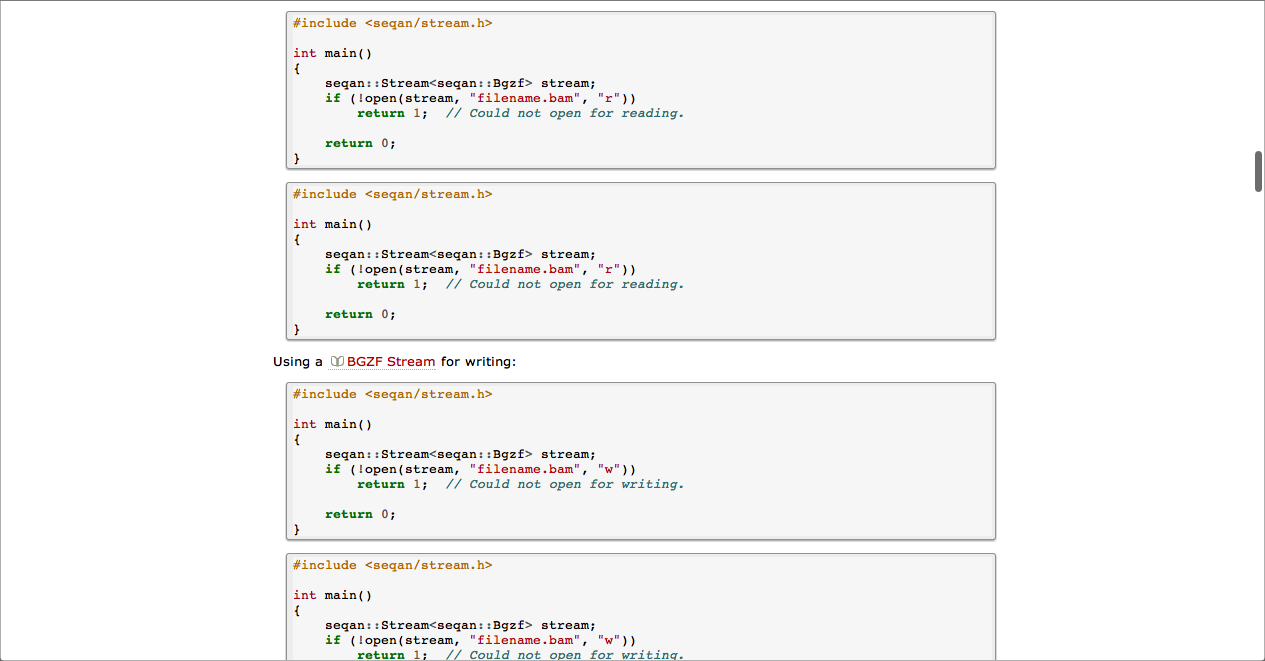 #include <seqan/stream.h>
int main()
{
    seqan::Stream<seqan::Bgzf> stream;
    if (!open(stream, "filename.bam", "r"))
        return 1;  // Could not open for reading.
    return 0;
}
#include <seqan/stream.h>
int main()
{
    seqan::Stream<seqan::Bgzf> stream;
    if (!open(stream, "filename.bam", "r"))
        return 1;  // Could not open for reading.
    return 0;
}
Using a BGZF Stream for writing:
#include <seqan/stream.h>
int main()
{
    seqan::Stream<seqan::Bgzf> stream;
    if (!open(stream, "filename.bam", "w"))
        return 1;  // Could not open for writing.
    return 0;
}
#include <seqan/stream.h>
int main()
{
    seqan::Stream<seqan::Bgzf> stream;
    if (!open(stream, "filename.bam", "w"))
        return 1;  // Could not open for writing.